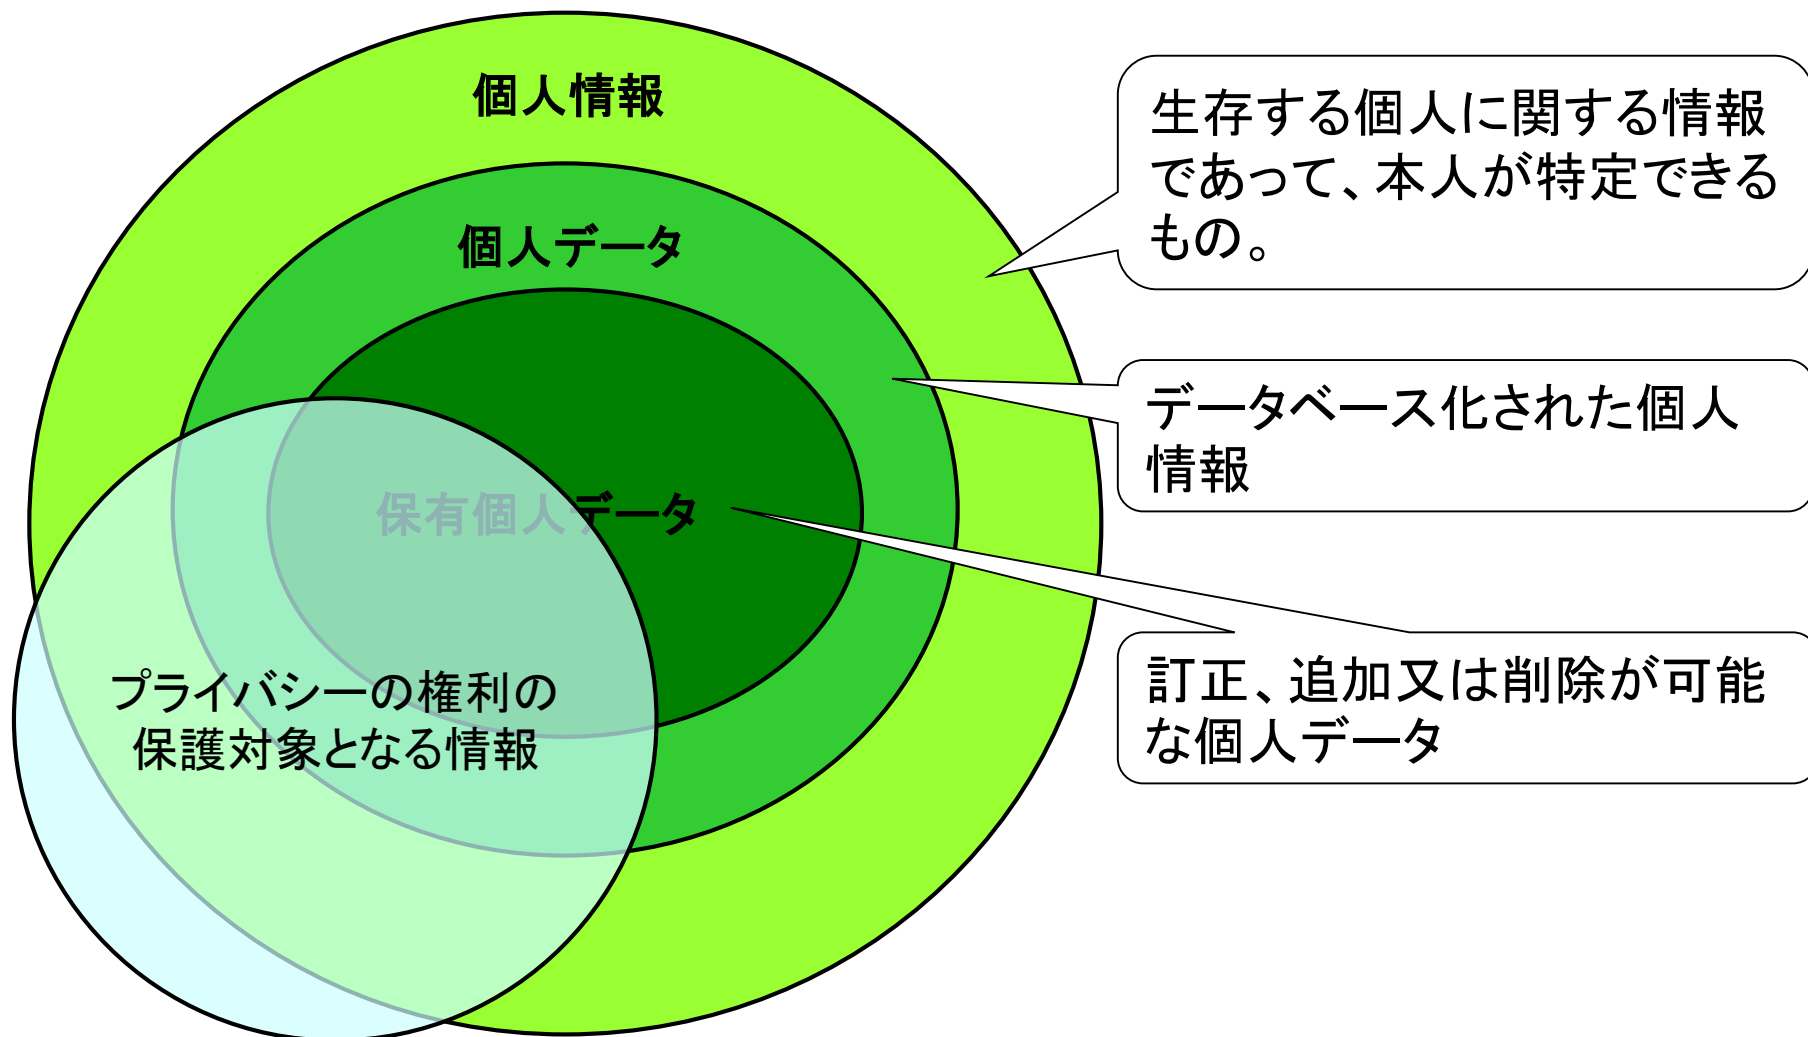 個人情報
個人データ
保有個人データ
プライバシーの権利の
保護対象となる情報
生存する個人に関する情報
であって、本人が特定できる
もの。
データベース化された個人
情報
訂正、追加又は削除が可能
な個人データ